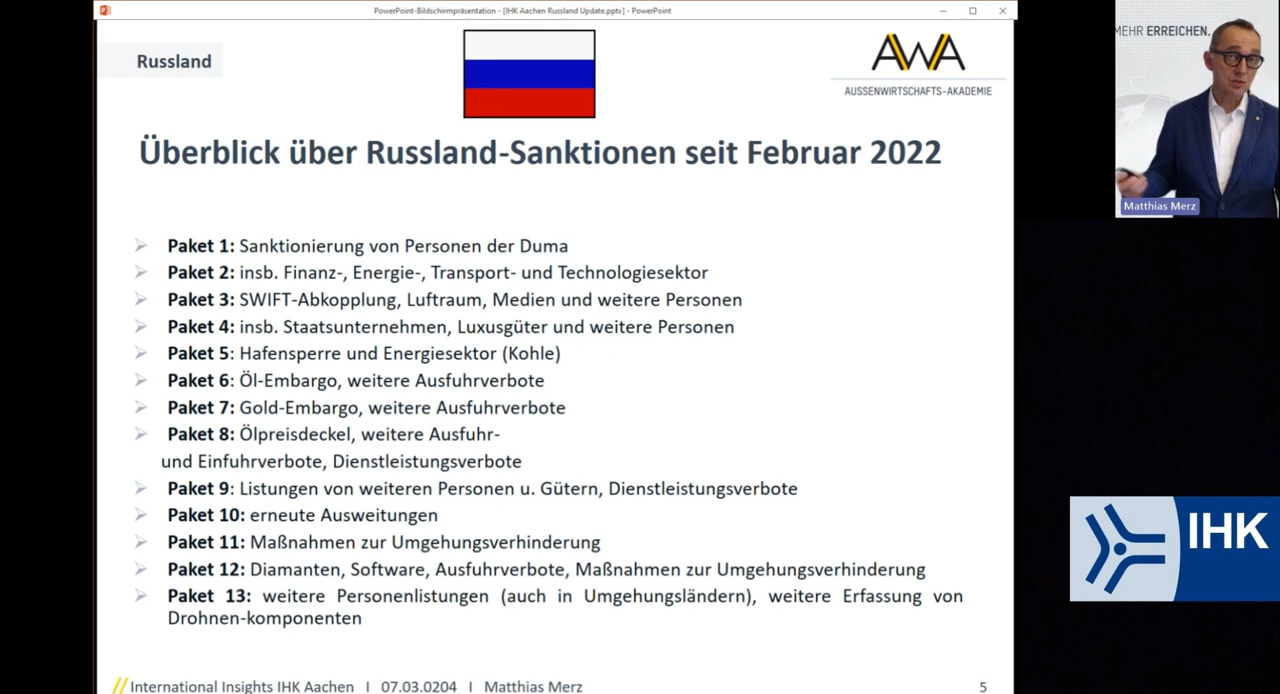 PowerPoint-Bildschirmpräsentation - [IHK Aachen Russland Update.pptx] - PowerPoint
Russland
AWA
AUSSENWIRTSCHAFTS-AKADEMIE
MEHR ERREICHEN.
Matthias Merz
Überblick über Russland-Sanktionen seit Februar 2022
Paket 1: Sanktionierung von Personen der Duma
Paket 2: insb. Finanz-, Energie-, Transport- und Technologiesektor
Paket 3: SWIFT-Abkopplung, Luftraum, Medien und weitere Personen
Paket 4: insb. Staatsunternehmen, Luxusgüter und weitere Personen
Paket 5: Hafensperre und Energiesektor (Kohle)
Paket 6: Öl-Embargo, weitere Ausfuhrverbote
Paket 7: Gold-Embargo, weitere Ausfuhrverbote
Paket 8: Ölpreisdeckel, weitere Ausfuhr-
und Einfuhrverbote, Dienstleistungsverbote
Paket 9: Listungen von weiteren Personen u. Gütern, Dienstleistungsverbote
Paket 10: erneute Ausweitungen
Paket 11: Maßnahmen zur Umgehungsverhinderung
Paket 12: Diamanten, Software, Ausfuhrverbote, Maßnahmen zur Umgehungsverhinderung
Paket 13: weitere Personenlistungen (auch in Umgehungsländern), weitere Erfassung von
Drohnen-komponenten
IHK
International Insights IHK Aachen I 07.03.0204 I Matthias Merz
5